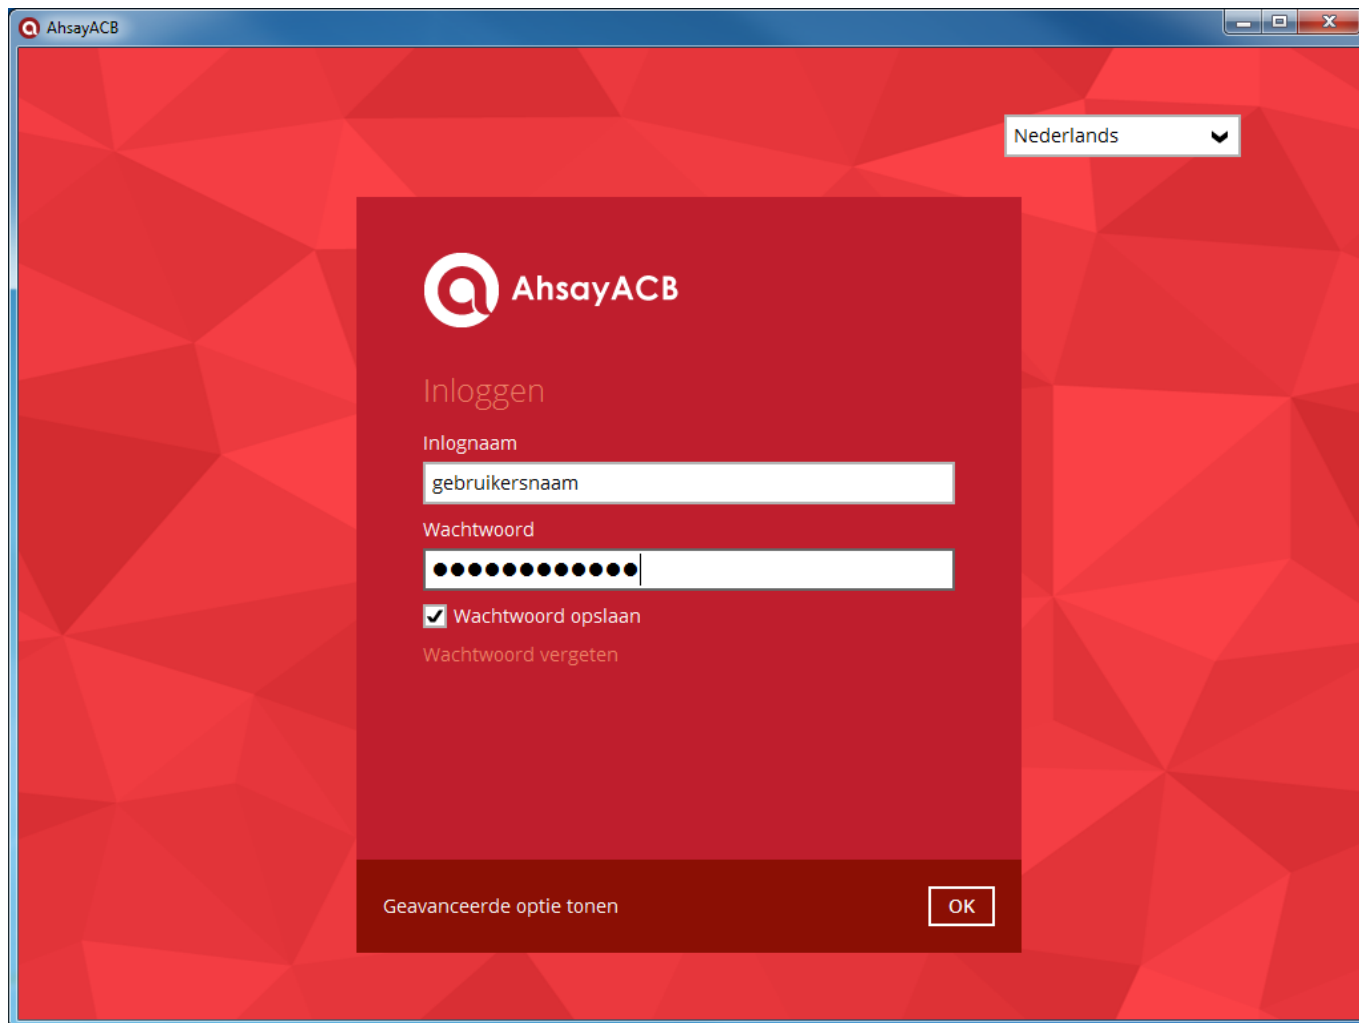 AhsayACB
Nederlands
AhsayACB
Inloggen
Inlognaam
gebruikersnaam
Wachtwoord
●●●●●●●●●●●●
Wachtwoord opslaan
Wachtwoord vergeten
Geavanceerde optie tonen
OK